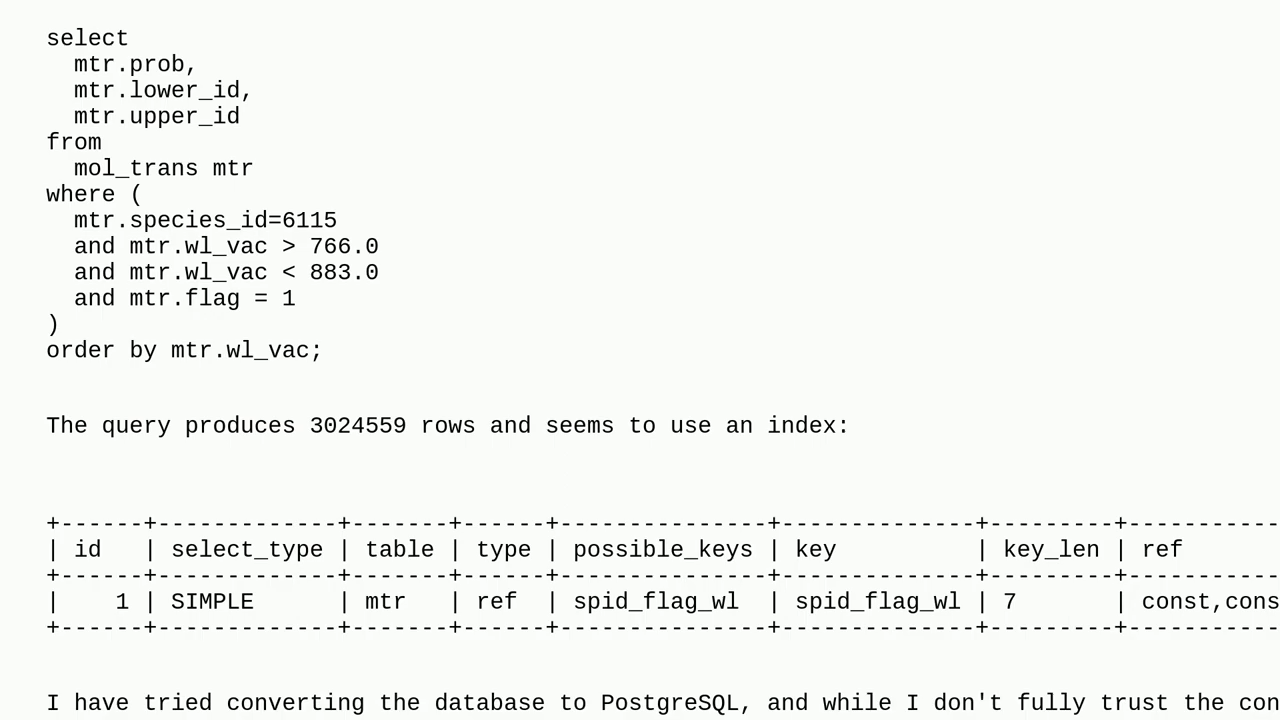 select
  mtr.prob,
  mtr.lower_id,
  mtr.upper_id
from
  mol_trans mtr
where (
  mtr.species_id=6115
  and mtr.wl_vac > 766.0
  and mtr.wl_vac < 883.0
  and mtr.flag = 1
)
order by mtr.wl_vac;
The query produces 3024559 rows and seems to use an index:
+------+-------------+-------+------+---------------+--------------+---------+-----------
| id   | select_type | table | type | possible_keys | key          | key_len | ref
+------+-------------+-------+------+---------------+--------------+---------+-----------
|    1 | SIMPLE      | mtr   | ref  | spid_flag_wl  | spid_flag_wl | 7       | const,cons
+------+-------------+-------+------+---------------+--------------+---------+-----------
I have tried converting the database to PostgreSQL, and while I don't fully trust the con